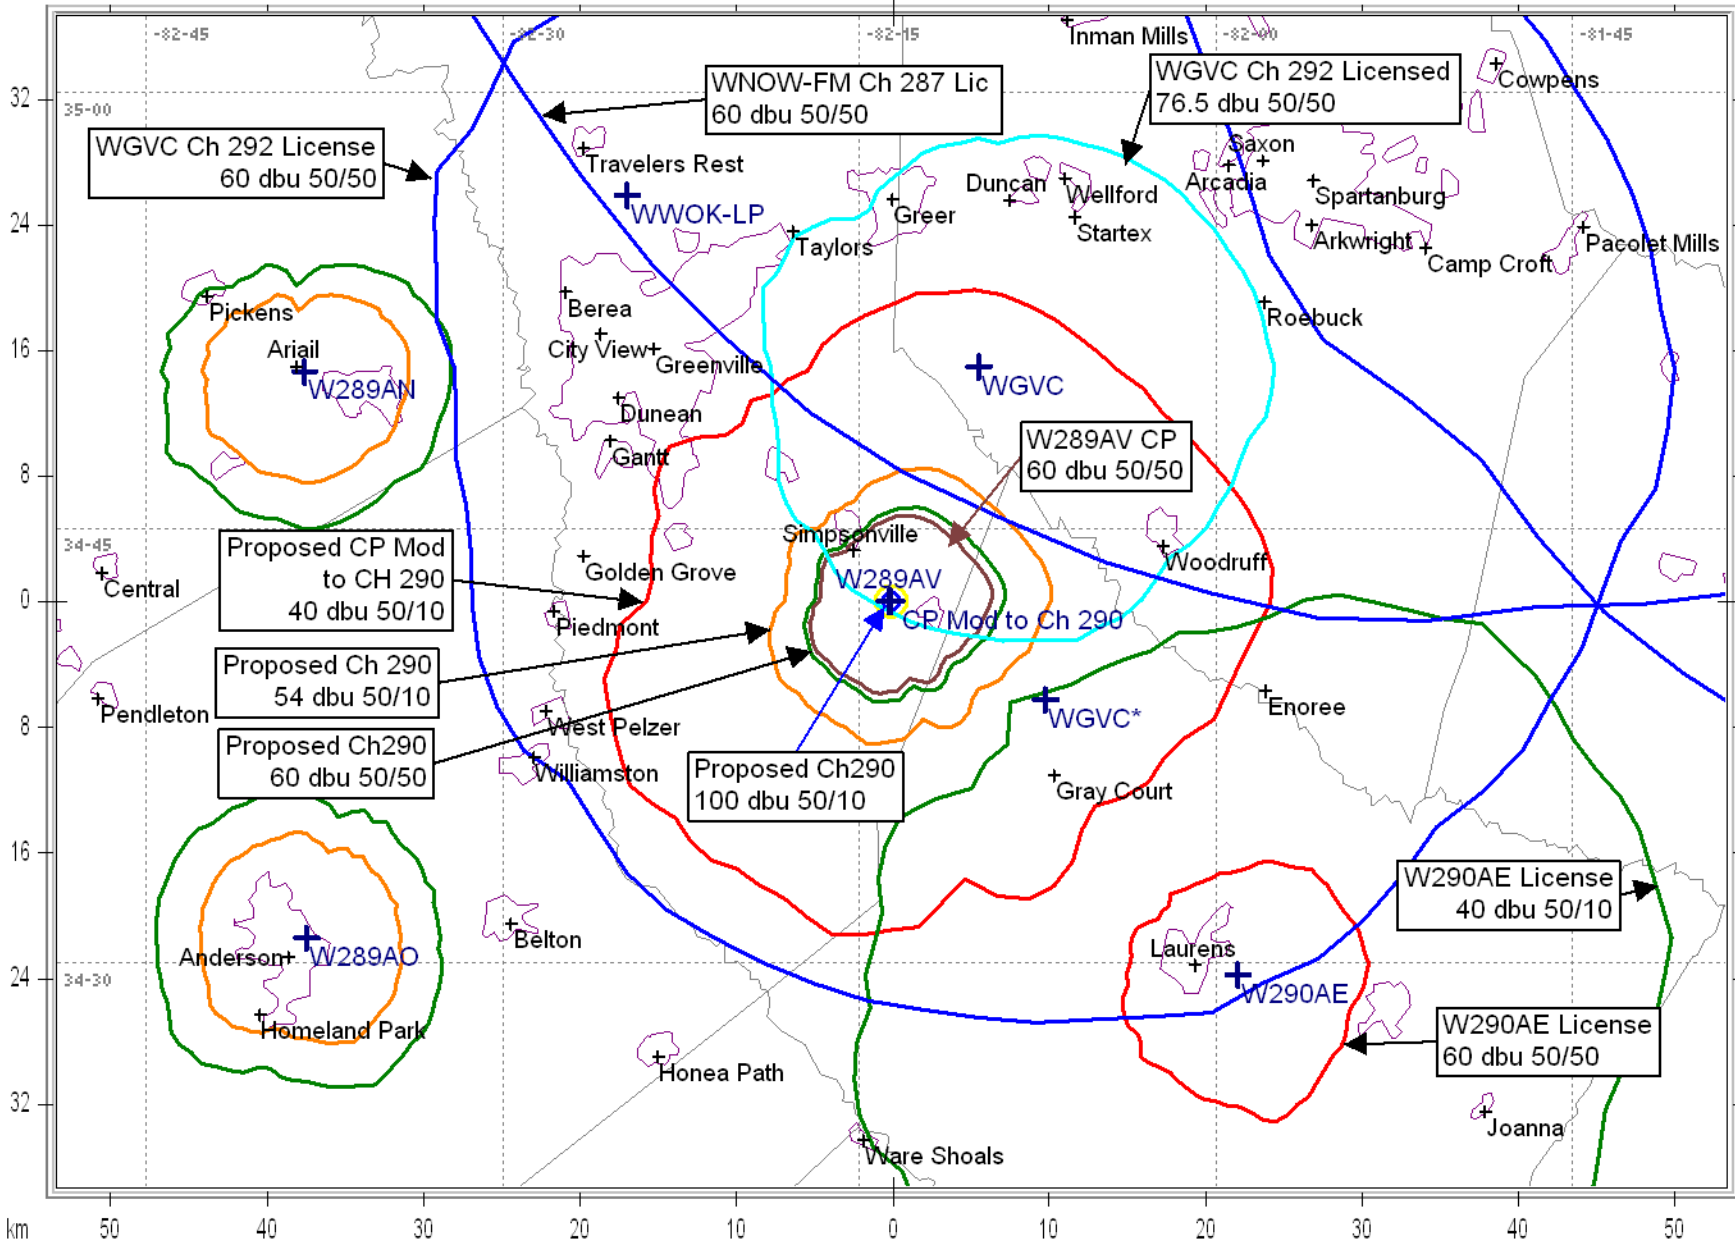 -82-45
-82-30
-82-15
-82-00
-81-45
Inman Mills
WNOW-FM Ch 287 Lic
60 dbu 50/50
WGVC Ch 292 Licensed
76.5 dbu 50/50
Cowpens
32
35-00
WGVC Ch 292 License
60 dbu 50/50
Travelers Rest
Saxon
Duncan
Wellford
Arcadia
Spartanburg
WWOK-LP
Greer
24
Taylors
Startex
Arkwright
Pacolet Mills
Camp Croft
Pickens
Berea
Roebuck
16
Ariail
City View
Greenville
W289AN
WGVC
Dunean
W289AV CP
60 dbu 50/50
Gantt
8
34-45
Proposed CP Mod
to CH 290
40 dbu 50/10
Simpsonville
Central
Golden Grove
W289AV
Woodruff
0
CP Mod to Ch 290
Piedmont
Proposed Ch 290
54 dbu 50/10
Pendleton
West Pelzer
WGVC*
Enoree
8
Proposed Ch290
60 dbu 50/50
Williamston
Proposed Ch290
100 dbu 50/10
Gray Court
16
W290AE License
40 dbu 50/10
Belton
Laurens
Anderson
W289AO
24
34-30
W290AE
Homeland Park
W290AE License
60 dbu 50/50
Honea Path
32
Joanna
Ware Shoals
km
50
40
30
20
10
0
10
20
30
40
50